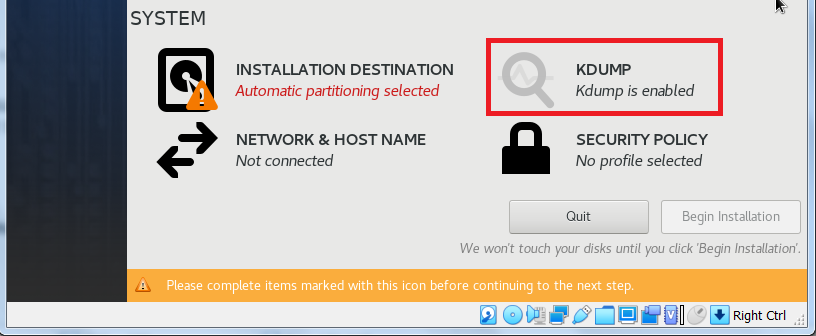 SYSTEM
INSTALLATION DESTINATION
Automatic partitioning selected
KDUMP
Kdump is enabled
NETWORK & HOST NAME
Not connected
SECURITY POLICY
No profile selected
Quit
Begin Installation
We won't touch your disks until you click 'Begin Installation'.
Please complete items marked with this icon before continuing to the next step.
Right Ctrl